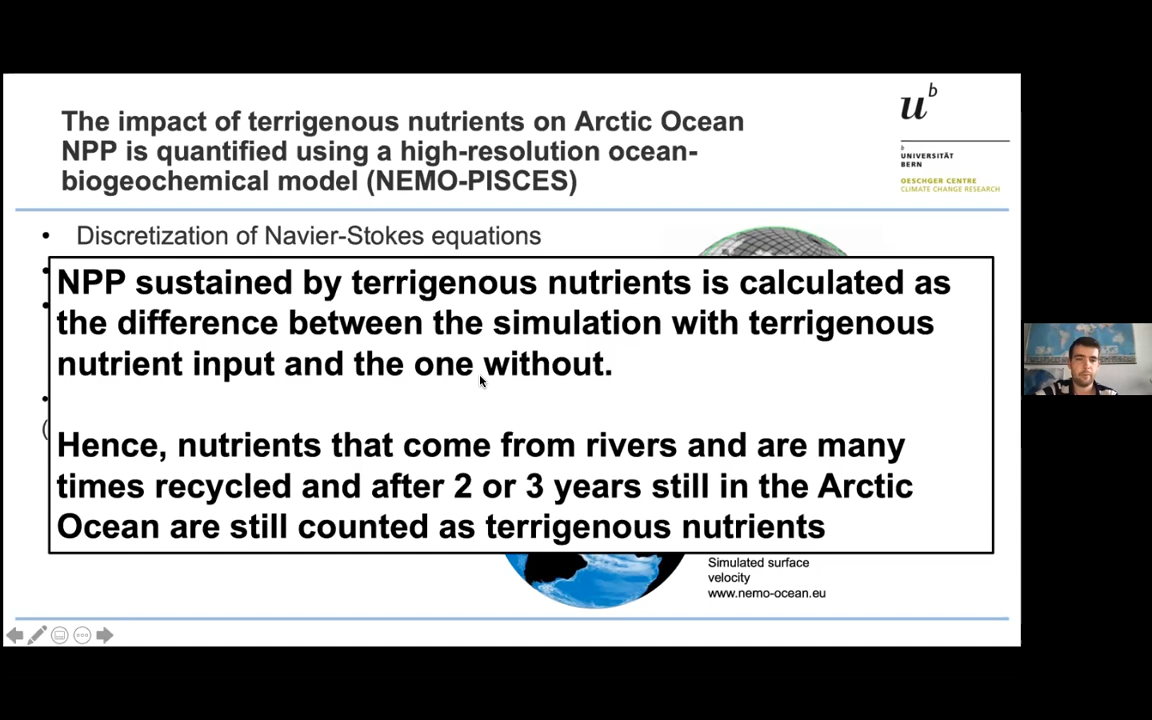 The impact of terrigenous nutrients on Arctic Ocean
NPP is quantified using a high-resolution ocean-
biogeochemical model (NEMO-PISCES)
u^b
b
UNIVERSITÄT
BERN
OESCHGER CENTRE
CLIMATE CHANGE RESEARCH
• Discretization of Navier-Stokes equations
NPP sustained by terrigenous nutrients is calculated as
the difference between the simulation with terrigenous
nutrient input and the one without.
(
Hence, nutrients that come from rivers and are many
times recycled and after 2 or 3 years still in the Arctic
Ocean are still counted as terrigenous nutrients
Simulated surface
velocity
www.nemo-ocean.eu